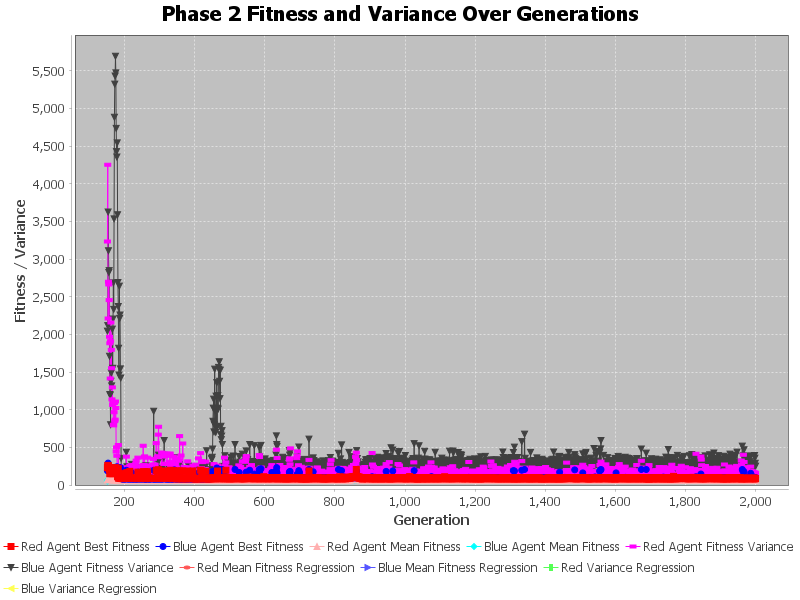 Phase 2 Fitness and Variance Over Generations
Fitness / Variance
5,500
5,000
4,500
4,000
3,500
3,000
2,500
2,000
1,500
1,000
500
0
200 400 600 800 1,000 1,200 1,400 1,600 1,800 2,000
Generation
Red Agent Best Fitness Blue Agent Best Fitness Red Agent Mean Fitness Blue Agent Mean Fitness Red Agent Fitness Variance
Blue Agent Fitness Variance Red Mean Fitness Regression Blue Mean Fitness Regression Red Variance Regression
Blue Variance Regression